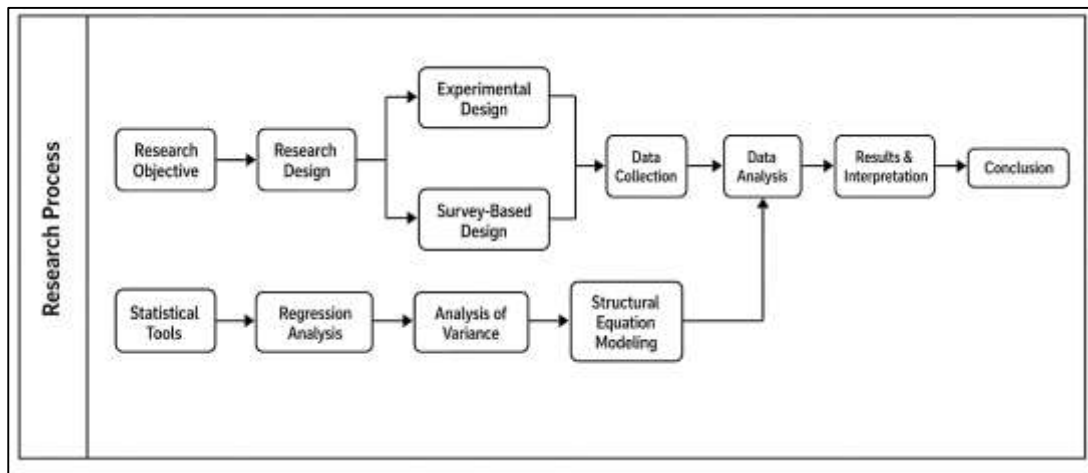 Research Process
Experimental
Design
Research
Objective
Research
Design
Survey-Based
Design
Data
Collection
Data
Analysis
Results &
Interpretation
Conclusion
Statistical
Tools
Regression
Analysis
Analysis of
Variance
Structural
Equation
Modeling